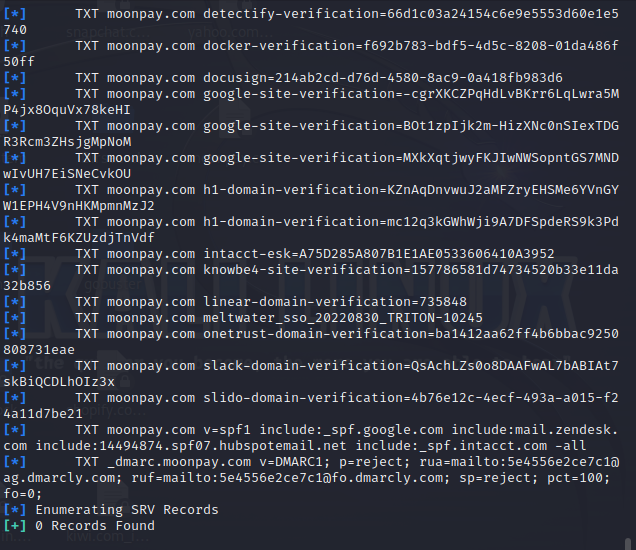 [*]      TXT moonpay.com detectify-verification=66d1c03a24154c6e9e5553d60e1e5
740
[*]      TXT moonpay.com docker-verification=f692b783-bdf5-4d5c-8208-01da486f
50ff
[*]      TXT moonpay.com docusign=214ab2cd-d76d-4580-8ac9-0a418fb983d6
[*]      TXT moonpay.com google-site-verification=-cgrXKCZPqHdLvBKrr6LqLwra5M
P4jx8OquVx78keHI
[*]      TXT moonpay.com google-site-verification=BOt1zpIjk2m-HizXNc0nSIexTDG
R3Rcm3ZHsjgMpNoM
[*]      TXT moonpay.com google-site-verification=MXkXqtjwyFKJIwNWSopntGS7MND
wIvUH7EiSNeCvkOU
[*]      TXT moonpay.com h1-domain-verification=KZnAqDnvwuJ2aMFZryEHSMe6YVnGY
W1EPH4V9nHKMpmnMzJ2
[*]      TXT moonpay.com h1-domain-verification=mc12q3kGWhWji9A7DFSpdeRS9k3Pd
k4maMtF6KZUzdjTnVdf
[*]      TXT moonpay.com intacct-esk=A75D285A807B1E1AE0533606410A3952
[*]      TXT moonpay.com knowbe4-site-verification=157786581d74734520b33e11da
32b856
[*]      TXT moonpay.com linear-domain-verification=735848
[*]      TXT moonpay.com meltwater_sso_20220830_TRITON-10245
[*]      TXT moonpay.com onetrust-domain-verification=ba1412aa62ff4b6bbac9250
808731eae
[*]      TXT moonpay.com slack-domain-verification=QsAchLZs0o8DAAFwAL7bABIAt7
skBiQCDLhOIz3x
[*]      TXT moonpay.com slido-domain-verification=4b76e12c-4ecf-493a-a015-f2
4a11d7be21
[*]      TXT moonpay.com v=spf1 include:_spf.google.com include:mail.zendesk.
com include:14494874.spf07.hubspotemail.net include:_spf.intacct.com -all
[*]      TXT _dmarc.moonpay.com v=DMARC1; p=reject; rua=mailto:5e4556e2ce7c1@
ag.dmarcly.com; ruf=mailto:5e4556e2ce7c1@fo.dmarcly.com; sp=reject; pct=100;
fo=0;
[*] Enumerating SRV Records
[+] 0 Records Found